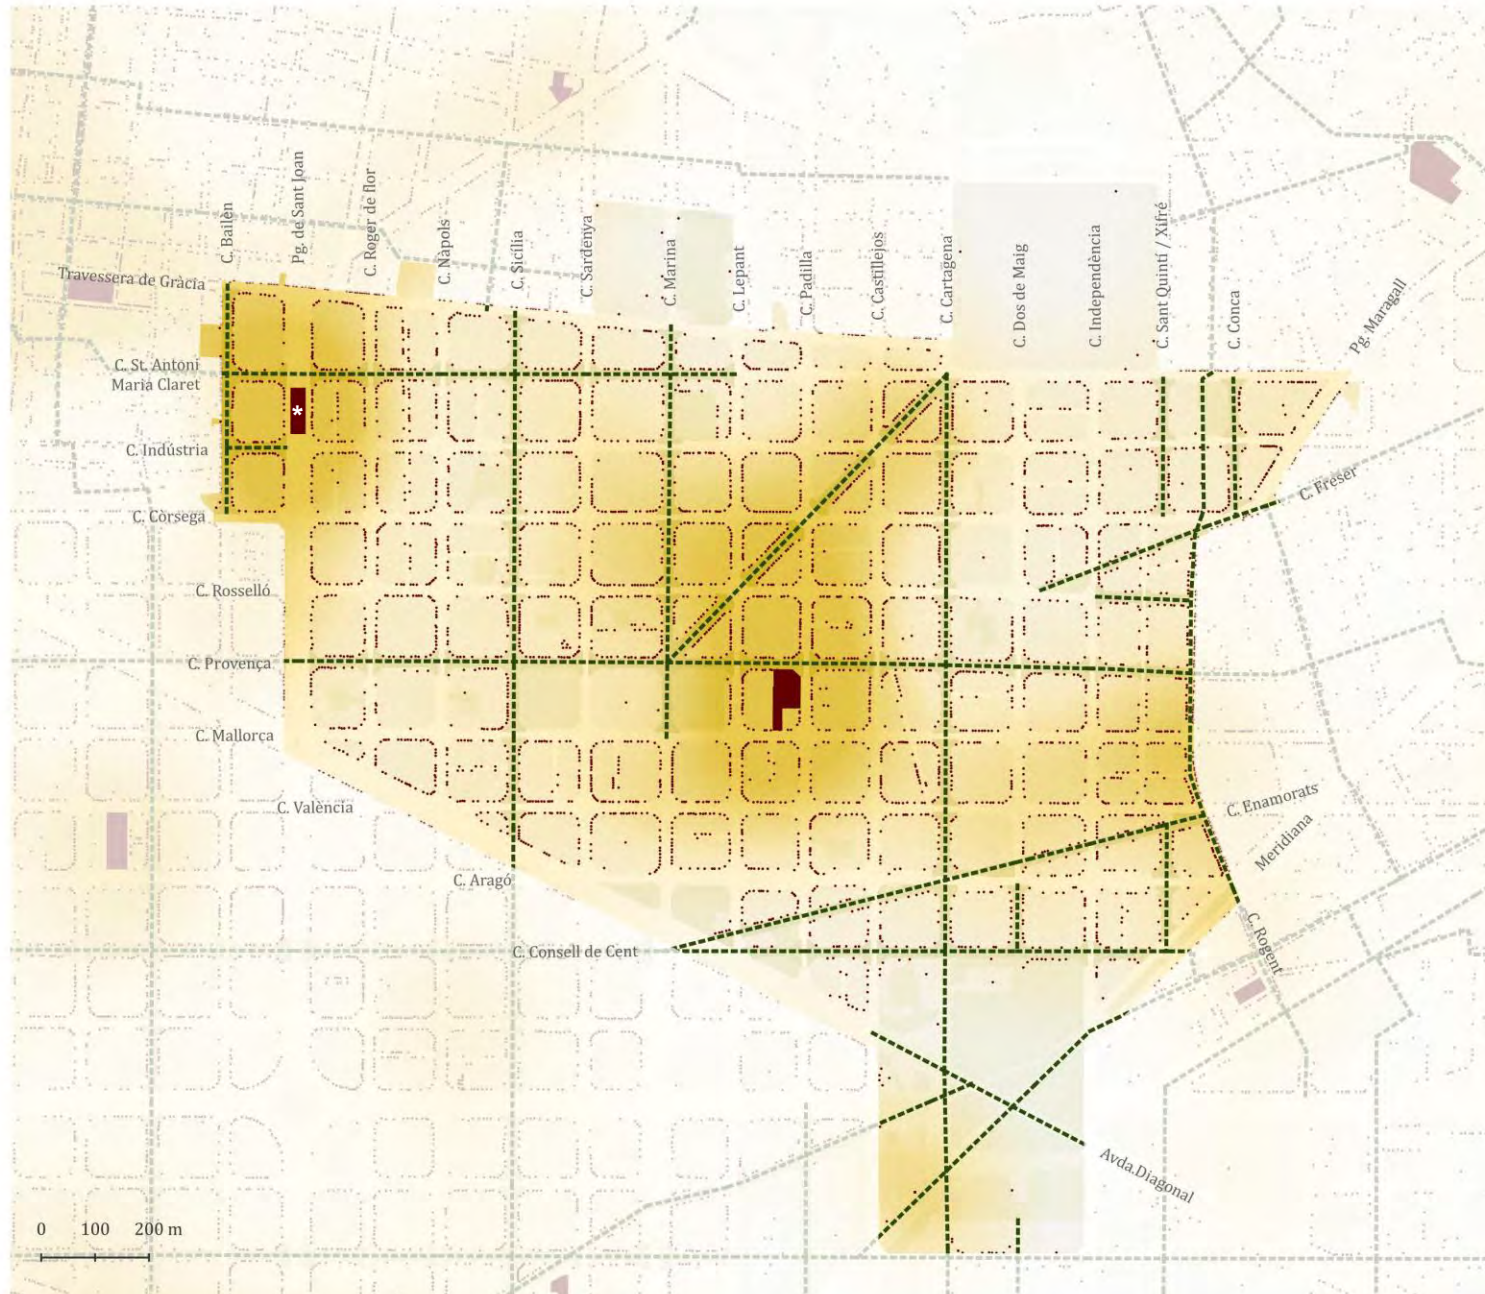 C. Bailèn
Pg. de Sant Joan
C. Roger de flor
C. Nàpols
C. Sicília
C. Sardenya
C. Marina
C. Lepant
C. Padilla
C. Castillejos
C. Cartagena
C. Dos de Maig
C. Independència
C. Sant Quintí / Xifré
C. Conca
Pg. Maragall
Travessera de Gràcia
C. St. Antoni
Maria Claret
*
C. Indústria
C. Freser
C. Còrsega
C. Rosselló
C. Provença
C. Mallorca
C. València
C. Enamorats
Meridiana
C. Aragó
C. Rogent
C. Consell de Cent
Avda.Diagonal
0 100 200 m